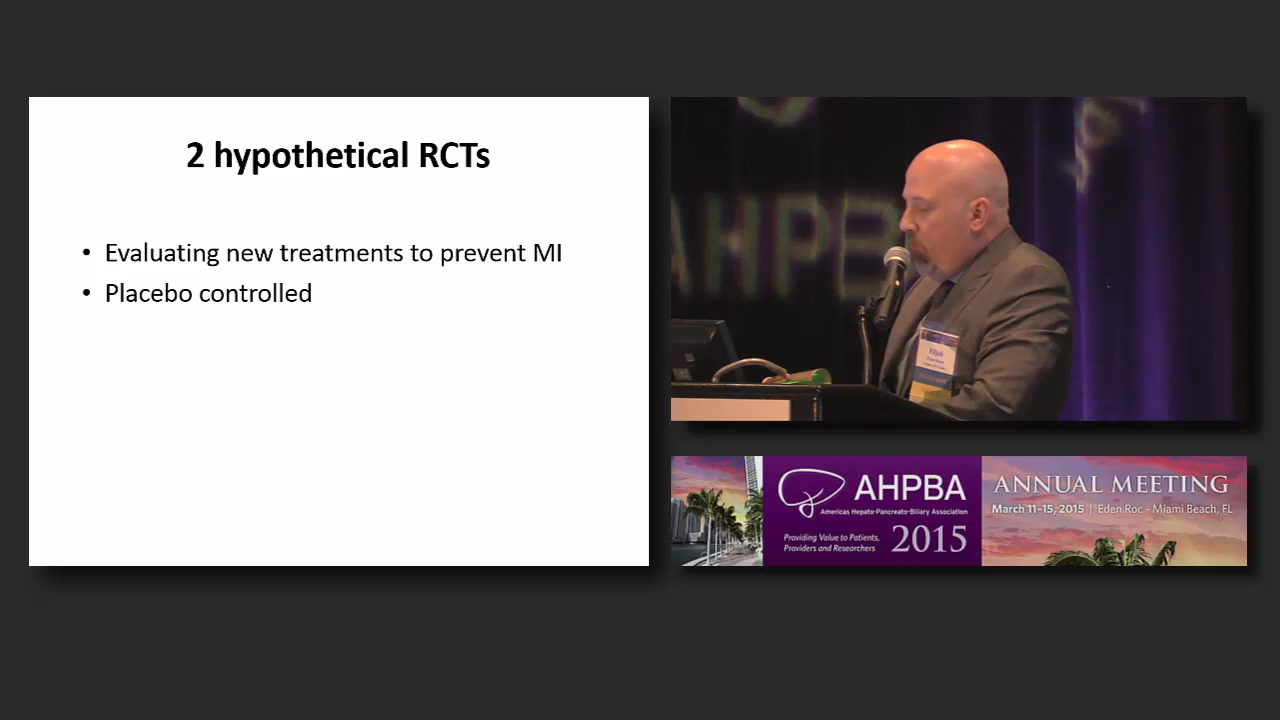 2 hypothetical RCTs
• Evaluating new treatments to prevent MI
• Placebo controlled
AHPB
AHPBA
Americas Hepato-Pancreato-Biliary Association
Providing Value to Patients,
Providers and Researchers
2015
ANNUAL MEETING
March 11-15, 2015 | Eden Roc - Miami Beach, FL